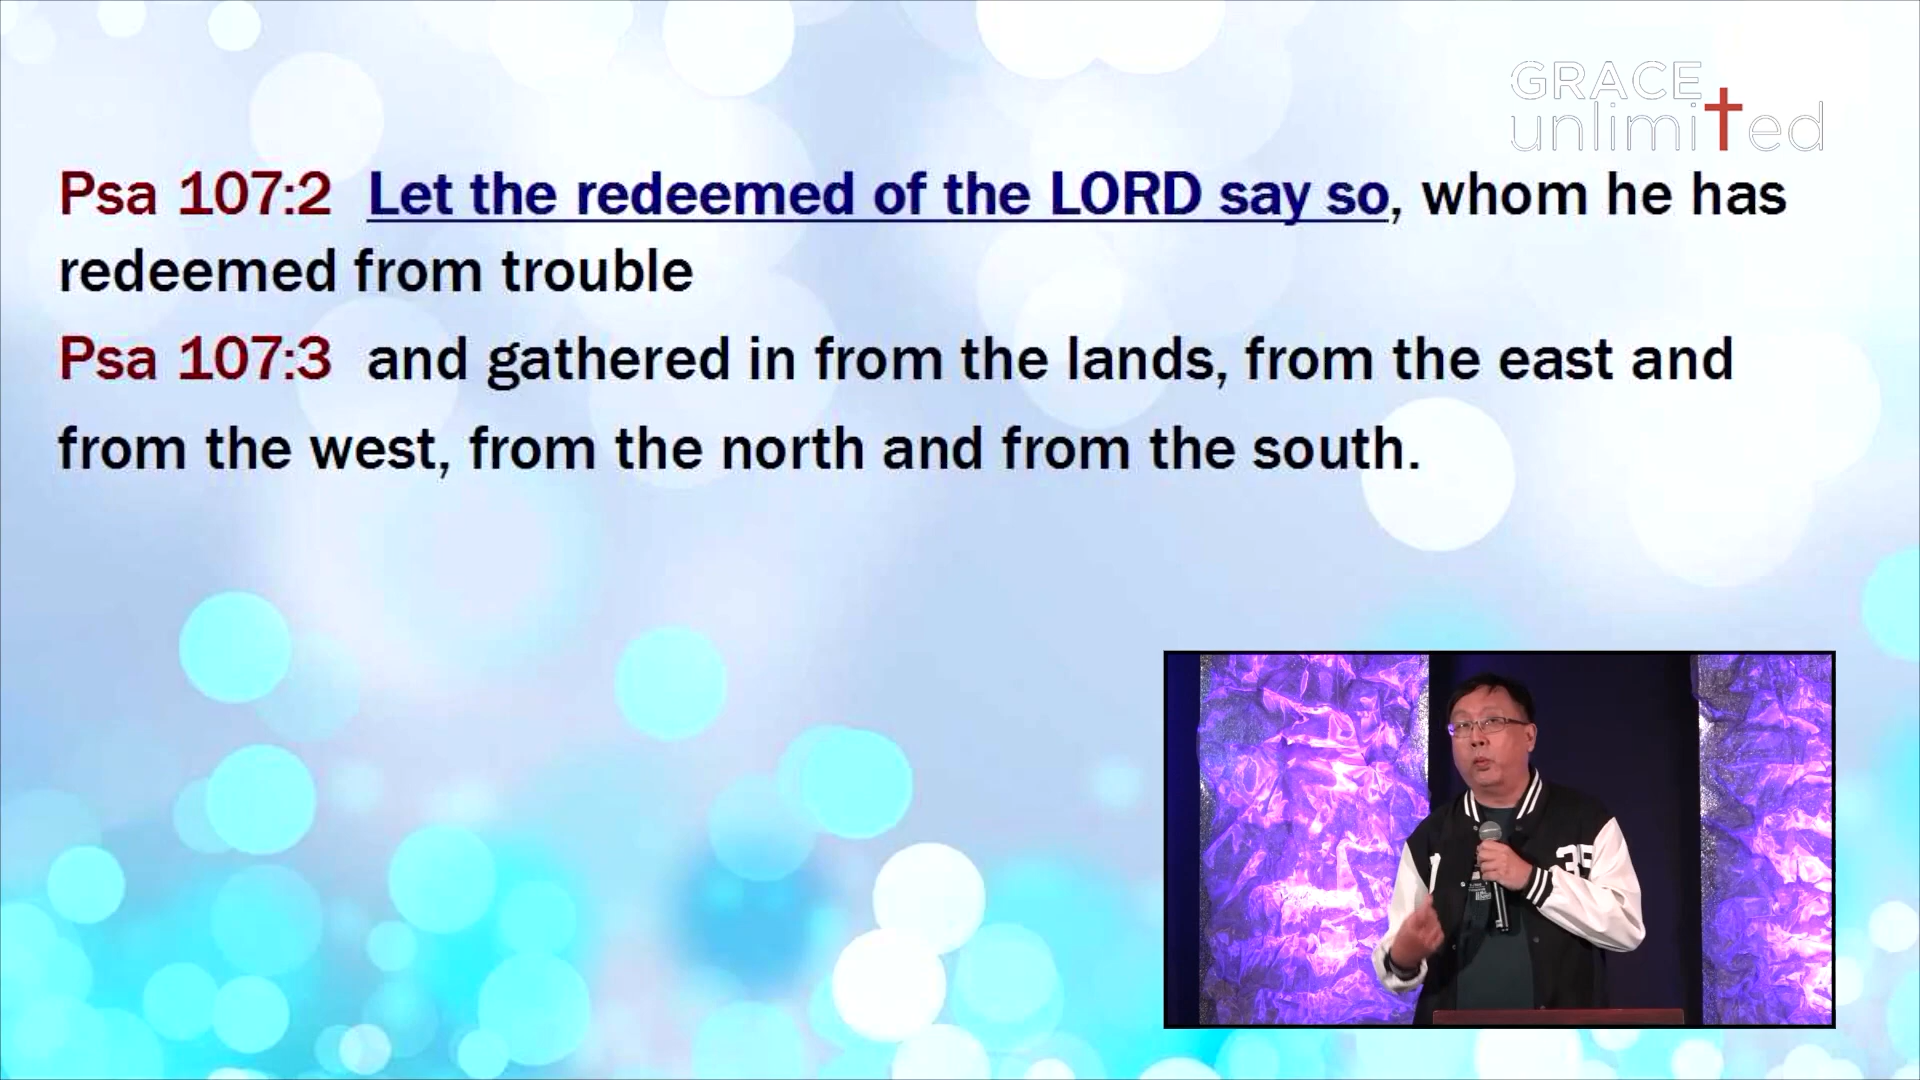 GRACE
unlimited
Psa 107:2 Let the redeemed of the LORD say so, whom he has
redeemed from trouble
Psa 107:3 and gathered in from the lands, from the east and
from the west, from the north and from the south.
35